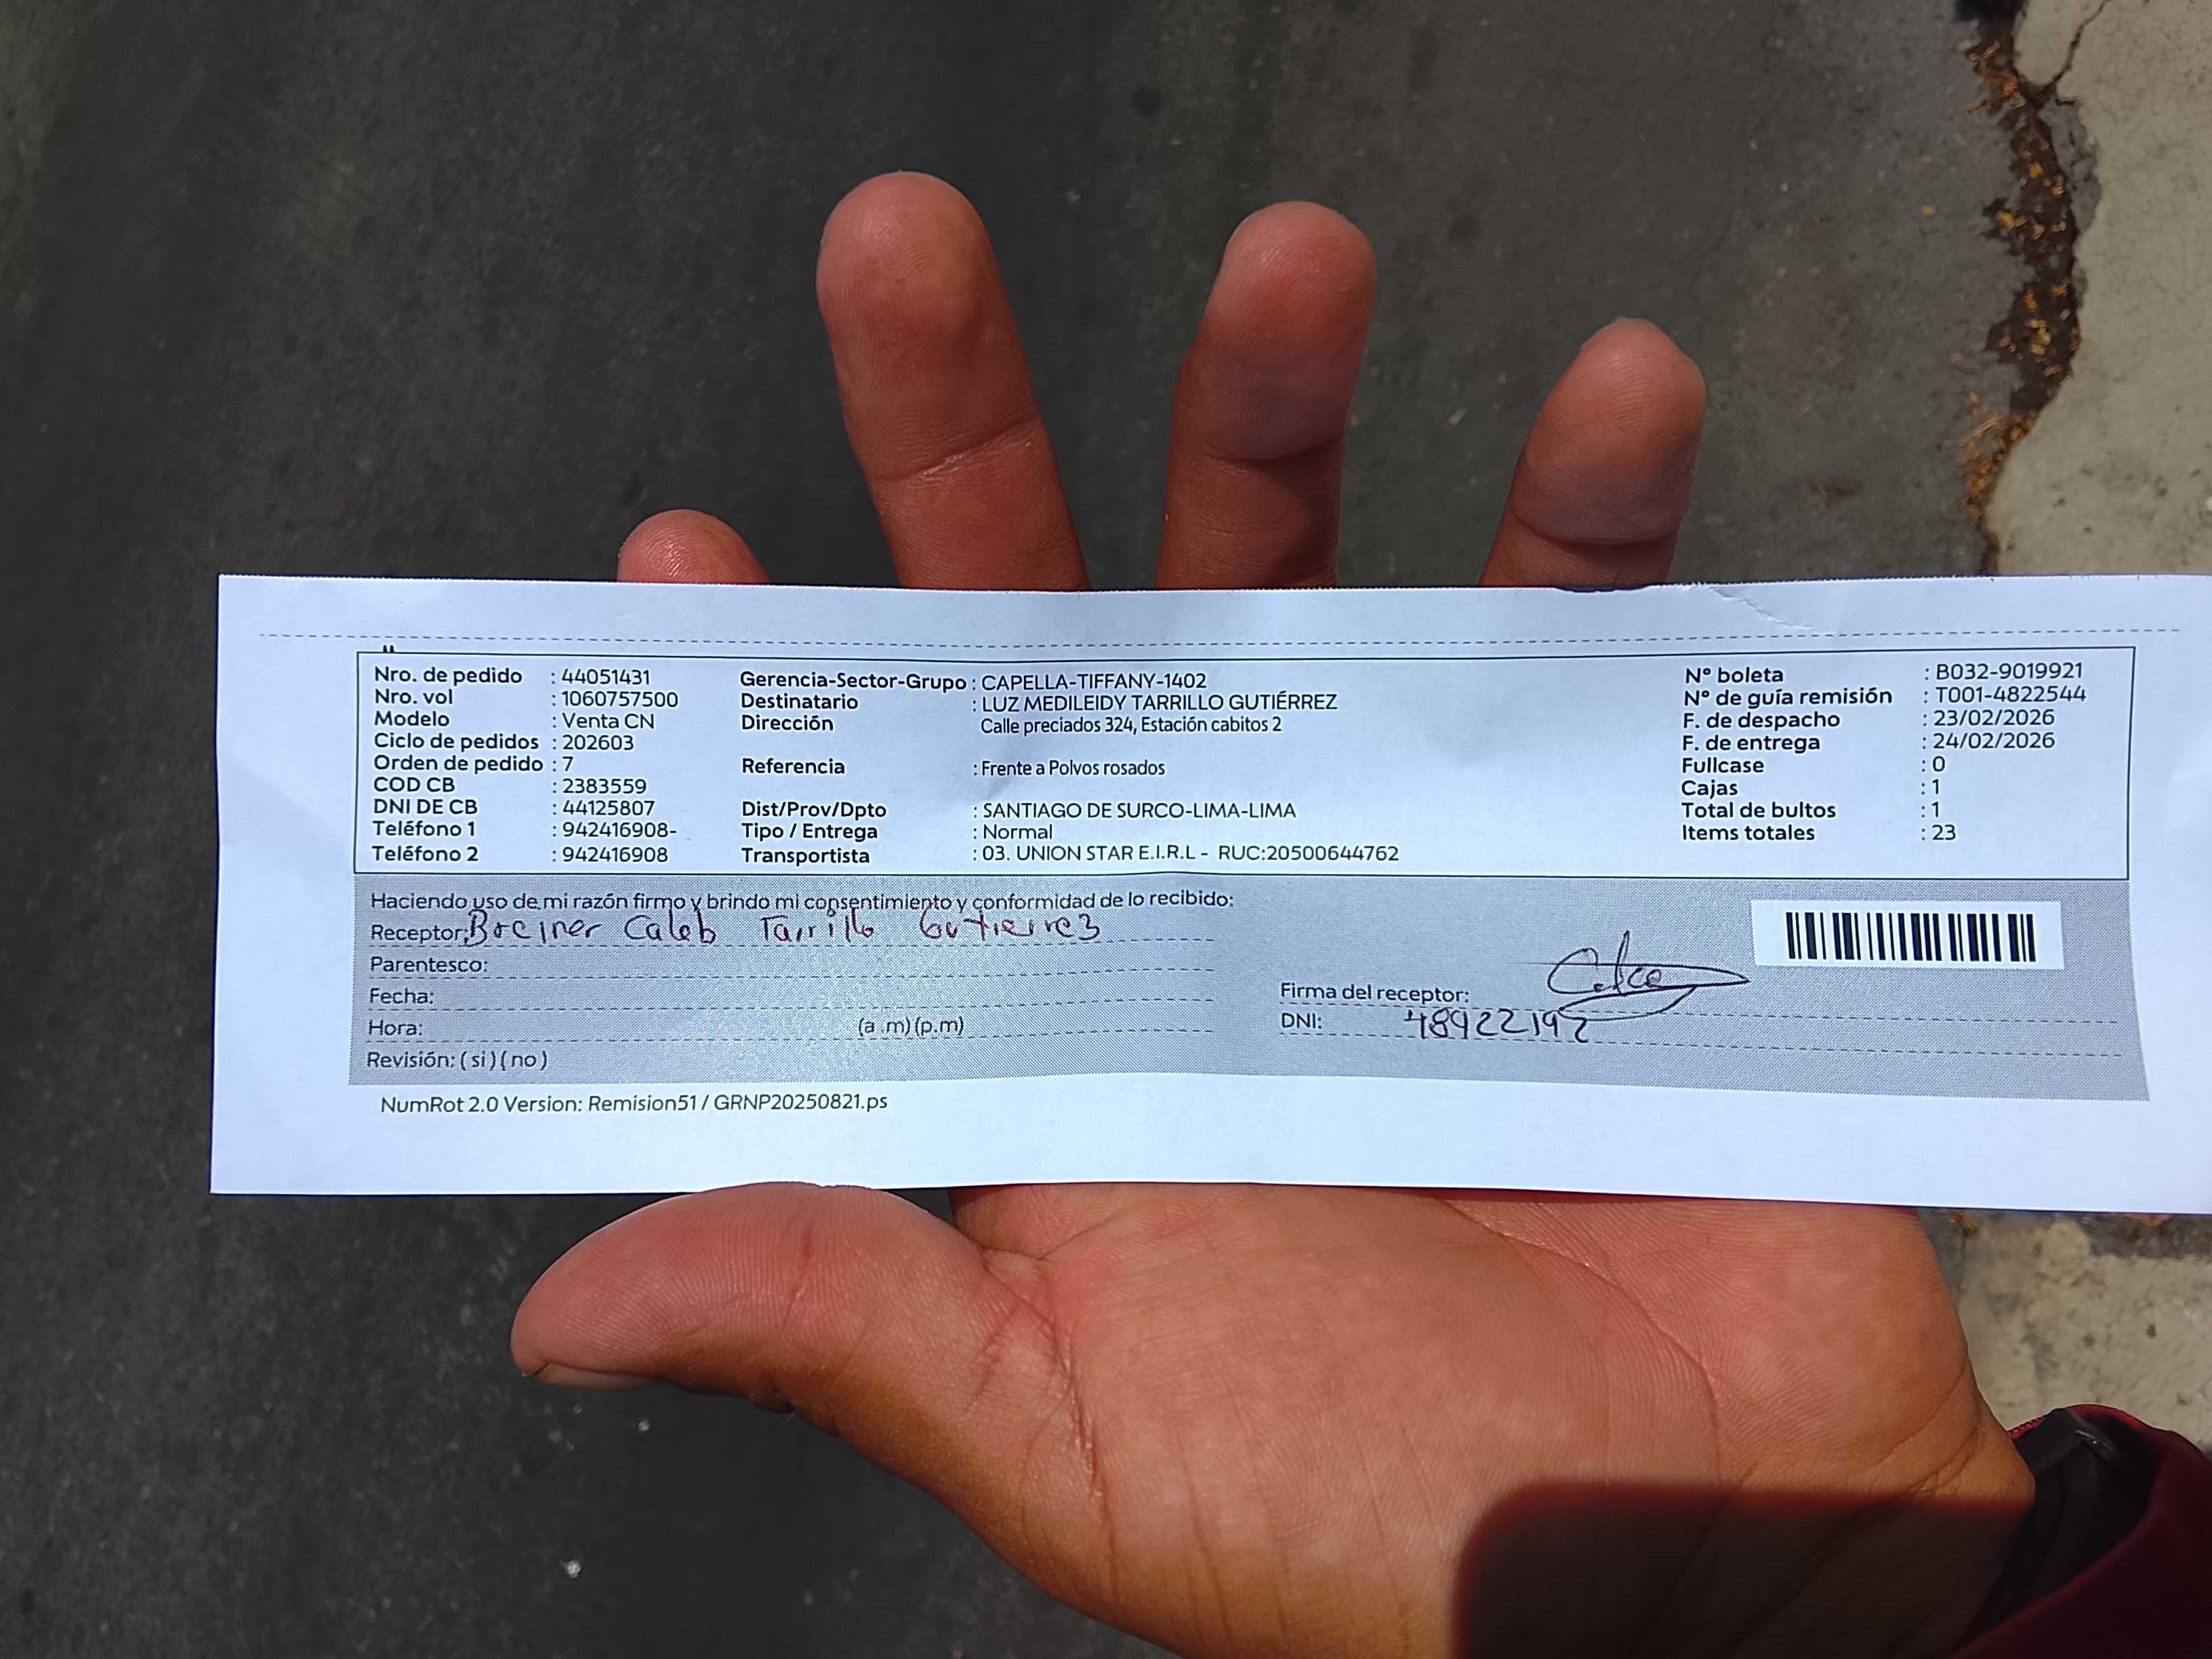 Nro. de pedido : 44051431
Nro. vol : 1060757500
Modelo : Venta CN
Ciclo de pedidos : 202603
Orden de pedido : 7
COD CB : 2383559
DNI DE CB : 44125807
Teléfono 1 : 942416908-
Teléfono 2 : 942416908
Gerencia-Sector-Grupo : CAPELLA-TIFFANY-1402
Destinatario : LUZ MEDILEIDY TARRILLO GUTIÉRREZ
Dirección Calle preciados 324, Estación cabitos 2
Referencia : Frente a Polvos rosados
Dist/Prov/Dpto : SANTIAGO DE SURCO-LIMA-LIMA
Tipo / Entrega : Normal
Transportista : 03. UNION STAR E.I.R.L - RUC:20500644762
N° boleta : B032-9019921
N° de guía remisión : T001-4822544
F. de despacho : 23/02/2026
F. de entrega : 24/02/2026
Fullcase : 0
Cajas : 1
Total de bultos : 1
Items totales : 23
Haciendo uso de mi razón firmo y brindo mi consentimiento y conformidad de lo recibido:
Receptor: Caleb Tarrillo Gutierrez
Parentesco:
Fecha:
Hora: (a .m) (p.m)
Revisión: ( si ) ( no )
Firma del receptor:
DNI: 48922192
NumRot 2.0 Version: Remision51 / GRNP20250821.ps